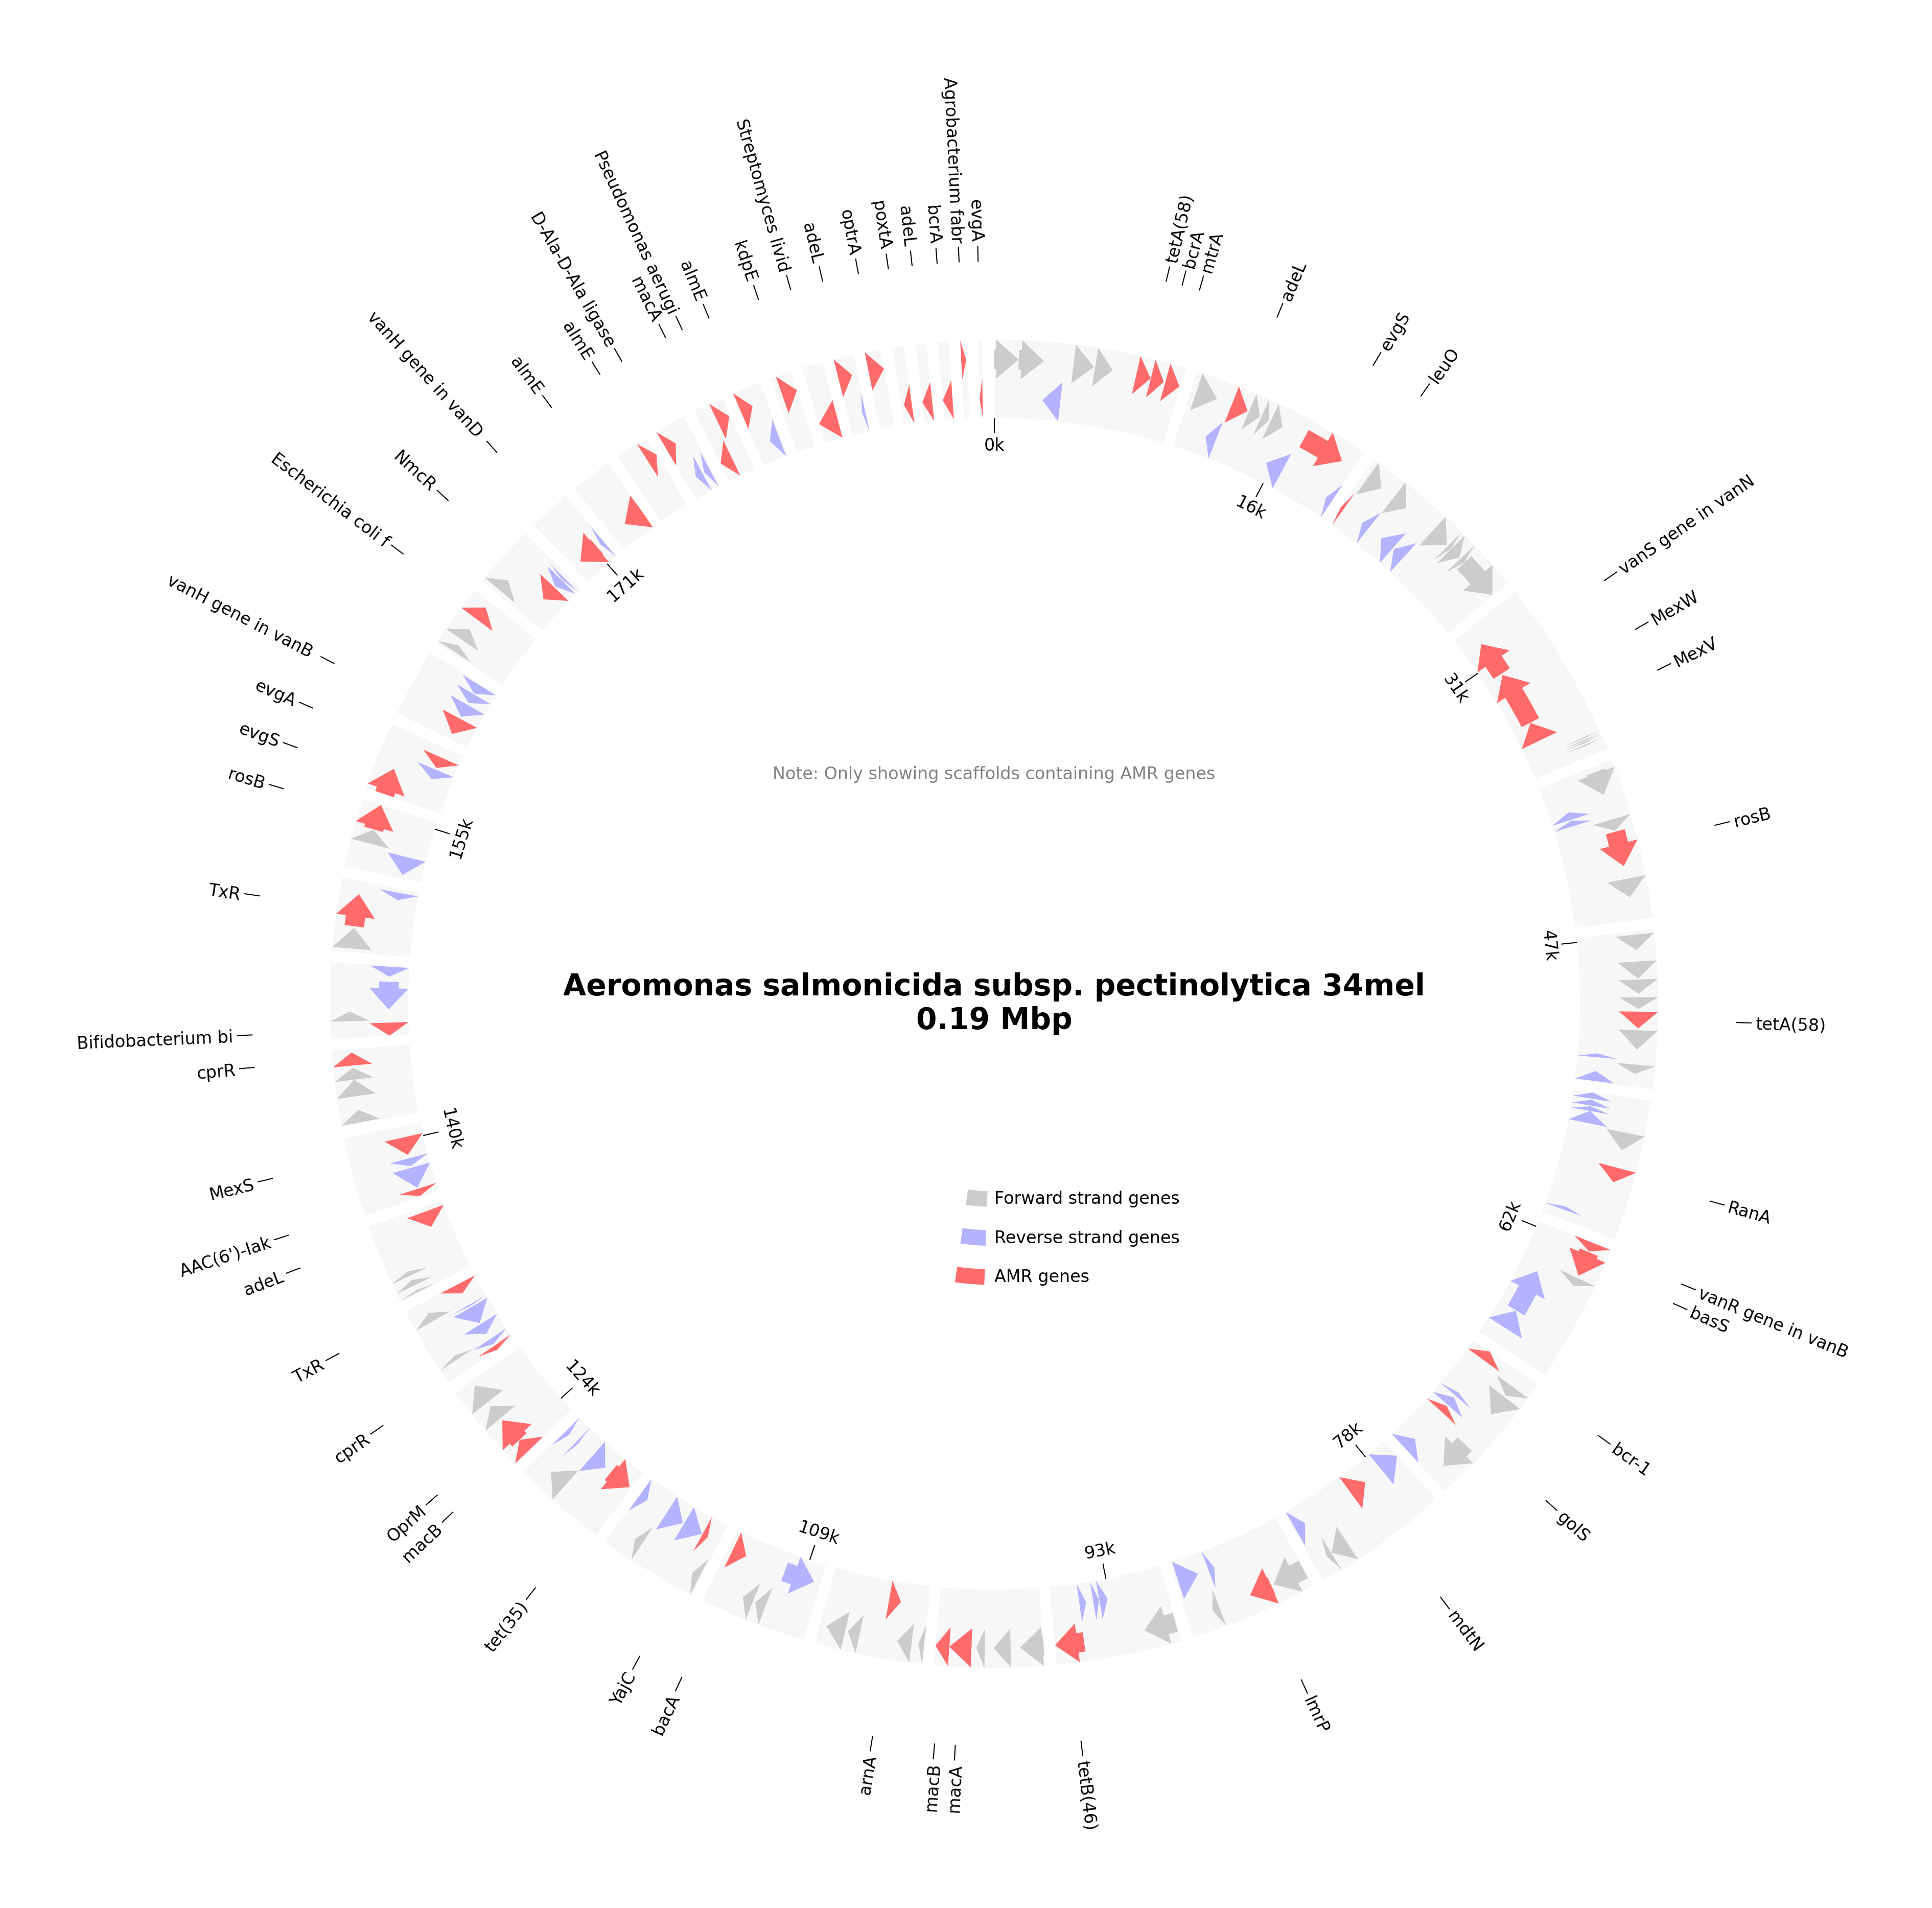 Aeromonas salmonicida subsp. pectinolytica 34mel
0.19 Mbp
Note: Only showing scaffolds containing AMR genes
Forward strand genes
Reverse strand genes
AMR genes
0k
16k
31k
47k
62k
78k
93k
109k
124k
140k
155k
171k
tetA(58)
bcrA
mtrA
adeL
evgS
leuO
vanS gene in vanN
MexW
MexV
rosB
tetA(58)
RanA
vanR gene in vanB
basS
bcr-1
golS
mdtN
lmrP
tetB(46)
macA
macB
arnA
bacA
YajC
tet(35)
macB
OprM
cprR
TxR
adeL
AAC(6')-Iak
MexS
cprR
Bifidobacterium bi
TxR
rosB
evgS
evgA
vanH gene in vanB
Escherichia coli f
NmcR
vanH gene in vanD
almE
almE
D-Ala-D-Ala ligase
macA
Pseudomonas aerugi
almE
kdpE
Streptomyces livid
adeL
optrA
poxtA
adeL
bcrA
Agrobacterium fabr
evgA